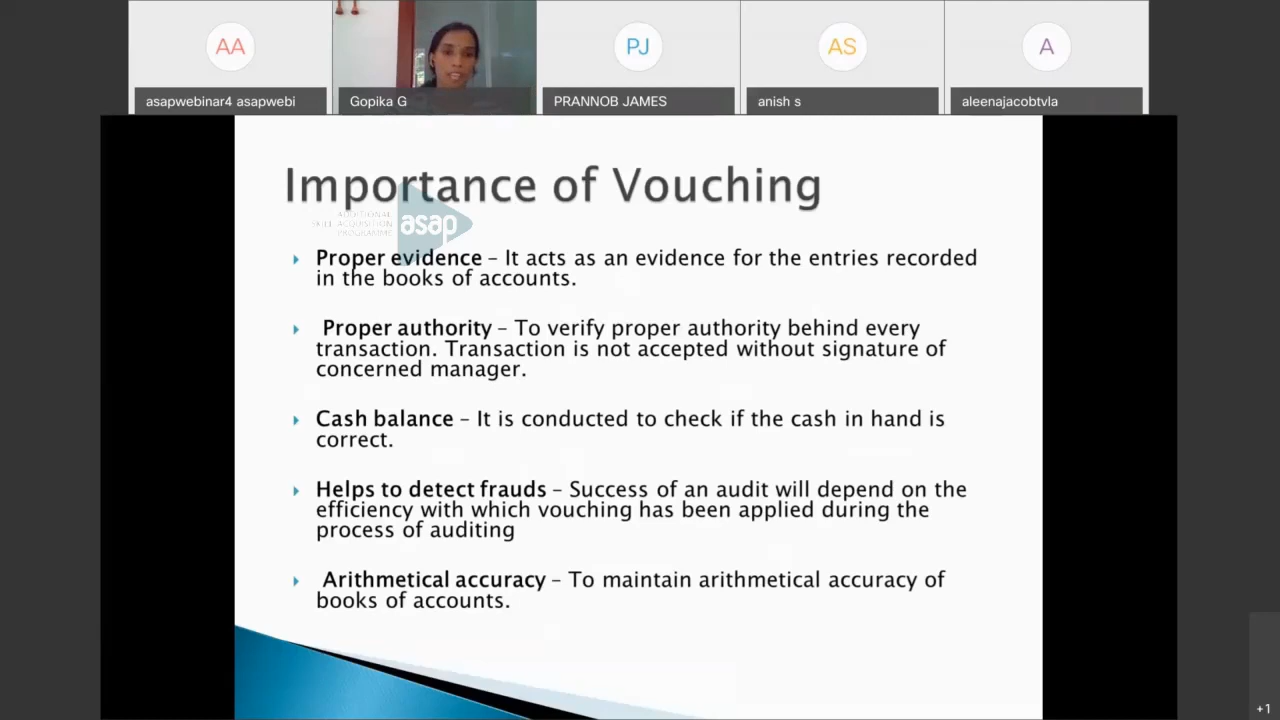 AA
PJ
AS
A
asapwebinar4 asapwebi
Gopika G
PRANNOB JAMES
anish s
aleenajacobtvla
Importance of Vouching
ADDITIONAL
SKILL ACQUISITION
PROGRAMME
asap
Proper evidence – It acts as an evidence for the entries recorded
in the books of accounts.
Proper authority – To verify proper authority behind every
transaction. Transaction is not accepted without signature of
concerned manager.
Cash balance – It is conducted to check if the cash in hand is
correct.
Helps to detect frauds – Success of an audit will depend on the
efficiency with which vouching has been applied during the
process of auditing
Arithmetical accuracy – To maintain arithmetical accuracy of
books of accounts.
+1